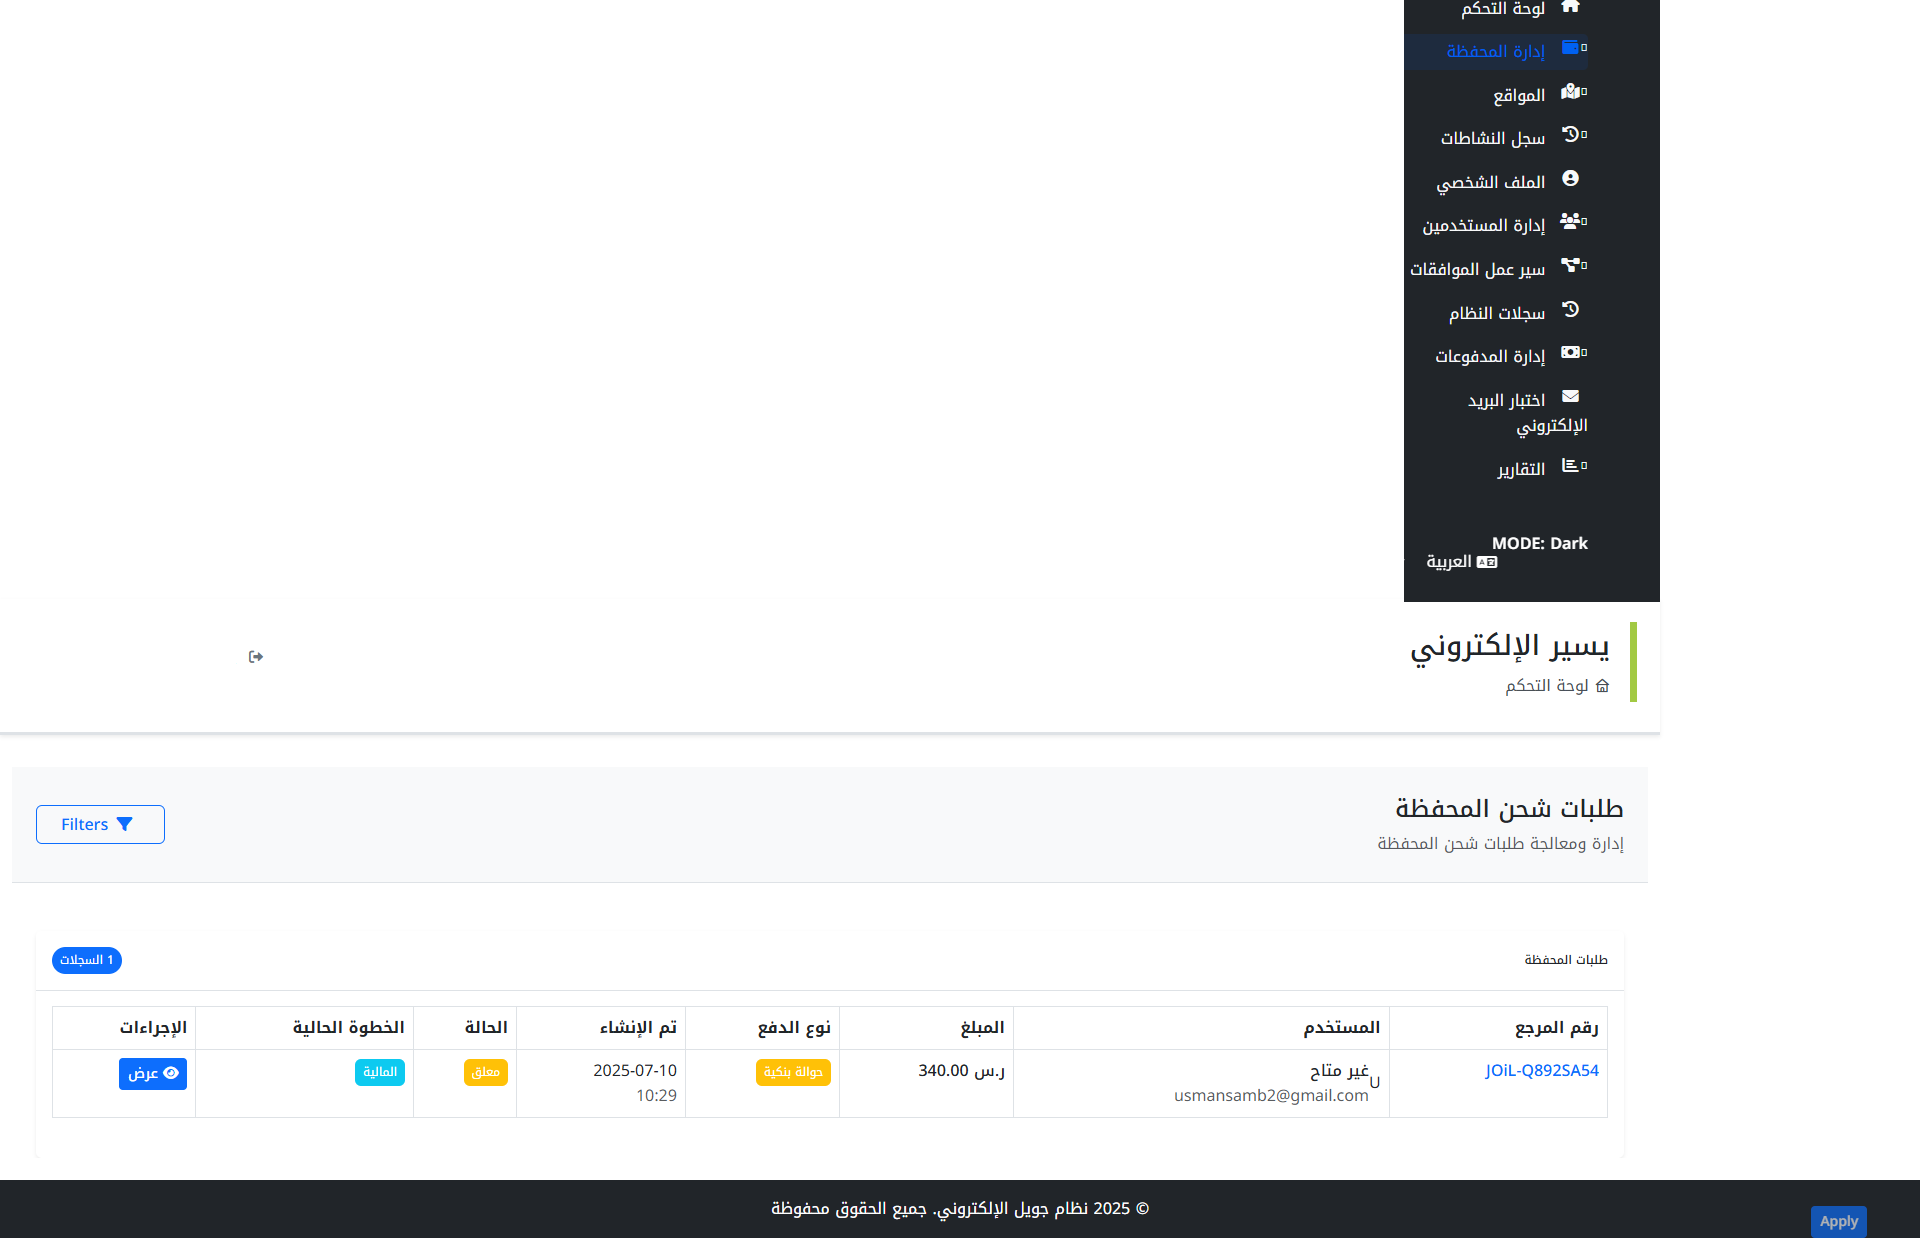 لوحة التحكم
إدارة المحفظة
المواقع
سجل النشاطات
الملف الشخصي
إدارة المستخدمين
سير عمل الموافقات
سجلات النظام
إدارة المدفوعات
اختبار البريد
الإلكتروني
التقارير
MODE: Dark
العربية
يسير الإلكتروني
لوحة التحكم
طلبات شحن المحفظة
إدارة ومعالجة طلبات شحن المحفظة
Filters
طلبات المحفظة
1 السجلات
رقم المرجع المستخدم المبلغ نوع الدفع تم الإنشاء الحالة الخطوة الحالية الإجراءات
JOiL-Q892SA54 U غير متاح ر.س 340.00 حوالة بنكية 2025-07-10 معلق المالية عرض
usmansamb2@gmail.com 10:29
© 2025 نظام جويل الإلكتروني. جميع الحقوق محفوظة
Apply